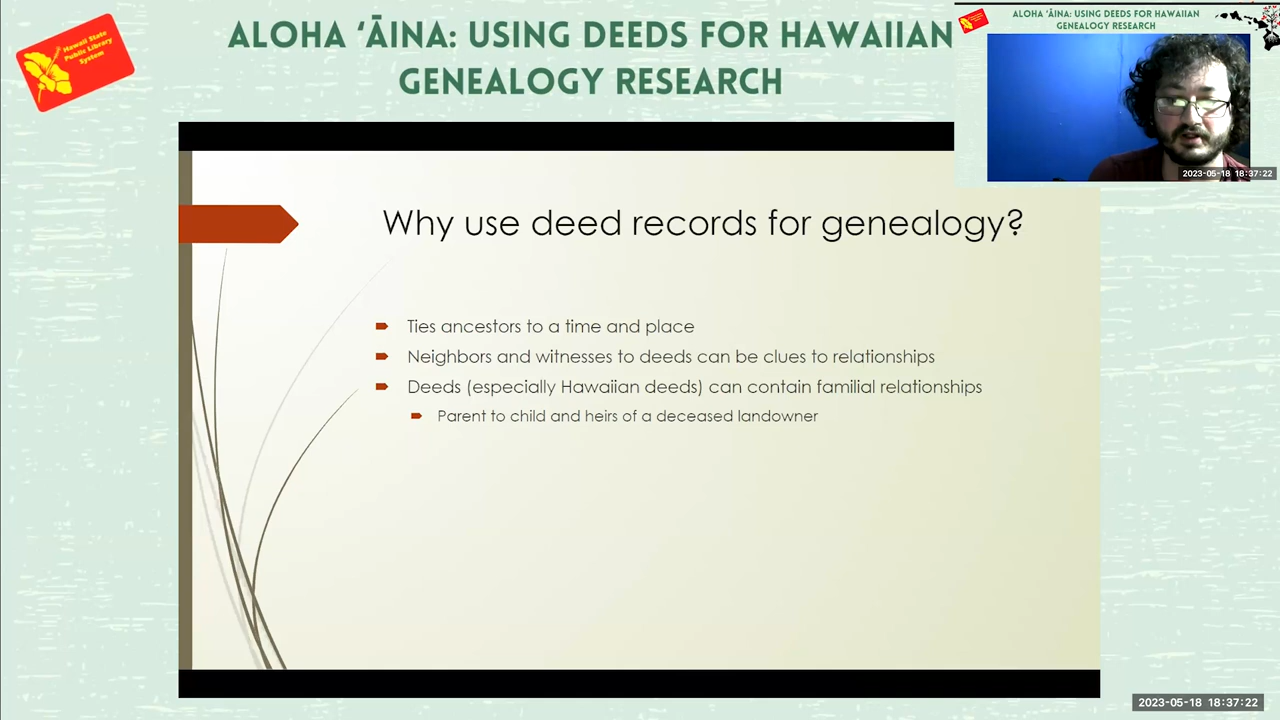 Hawaii State
Public Library
System
ALOHA ʻĀINA: USING DEEDS FOR HAWAIIAN
GENEALOGY RESEARCH
ALOHA ʻĀINA: USING DEEDS FOR HAWAIIAN
GENEALOGY RESEARCH
2023-05-18 18:37:22
Why use deed records for genealogy?
Ties ancestors to a time and place
Neighbors and witnesses to deeds can be clues to relationships
Deeds (especially Hawaiian deeds) can contain familial relationships
Parent to child and heirs of a deceased landowner
2023-05-18 18:37:22